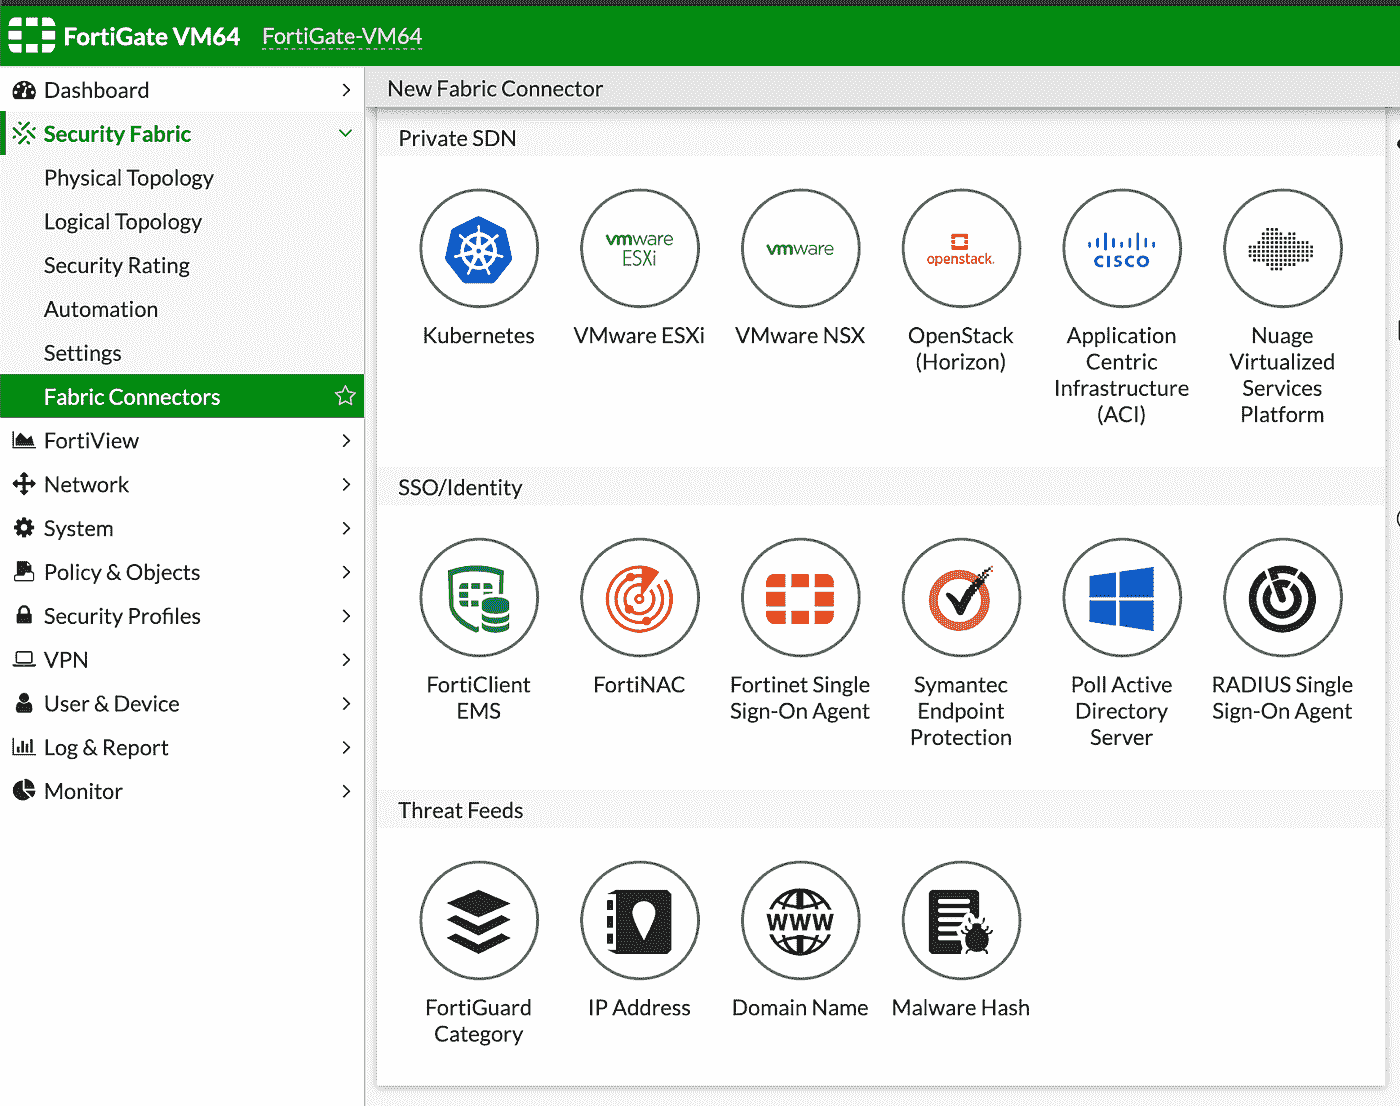 FortiGate VM64 FortiGate-VM64
Dashboard
Security Fabric
Physical Topology
Logical Topology
Security Rating
Automation
Settings
Fabric Connectors
FortiView
Network
System
Policy & Objects
Security Profiles
VPN
User & Device
Log & Report
Monitor
New Fabric Connector
Private SDN
vmware
ESXi
vmware
openstack.
CISCO
Kubernetes
VMware ESXi
VMware NSX
OpenStack
(Horizon)
Application
Centric
Infrastructure
(ACI)
Nuage
Virtualized
Services
Platform
SSO/Identity
FortiClient
EMS
FortiNAC
Fortinet Single
Sign-On Agent
Symantec
Endpoint
Protection
Poll Active
Directory
Server
RADIUS Single
Sign-On Agent
Threat Feeds
WWW
FortiGuard
Category
IP Address
Domain Name
Malware Hash